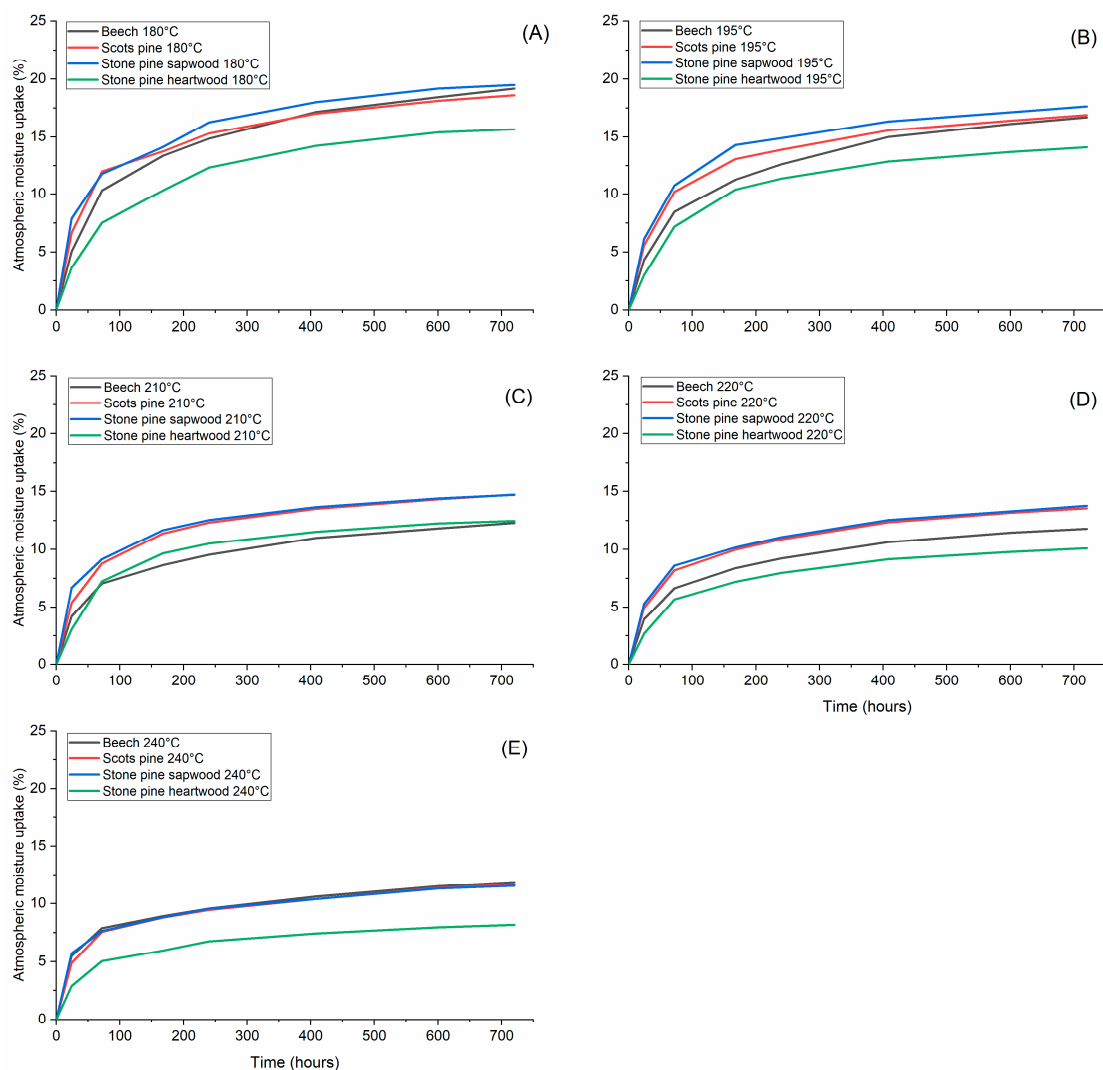 (A)
Beech 180°C
Scots pine 180°C
Stone pine sapwood 180°C
Stone pine heartwood 180°C
Atmospheric moisture uptake (%)
25
20
15
10
5
0
0 100 200 300 400 500 600 700
(B)
Beech 195°C
Scots pine 195°C
Stone pine sapwood 195°C
Stone pine heartwood 195°C
25
20
15
10
5
0
0 100 200 300 400 500 600 700
(C)
Beech 210°C
Scots pine 210°C
Stone pine sapwood 210°C
Stone pine heartwood 210°C
Atmospheric moisture uptake (%)
25
20
15
10
5
0
0 100 200 300 400 500 600 700
(D)
Beech 220°C
Scots pine 220°C
Stone pine sapwood 220°C
Stone pine heartwood 220°C
25
20
15
10
5
0
0 100 200 300 400 500 600 700
Time (hours)
(E)
Beech 240°C
Scots pine 240°C
Stone pine sapwood 240°C
Stone pine heartwood 240°C
Atmospheric moisture uptake (%)
25
20
15
10
5
0
0 100 200 300 400 500 600 700
Time (hours)